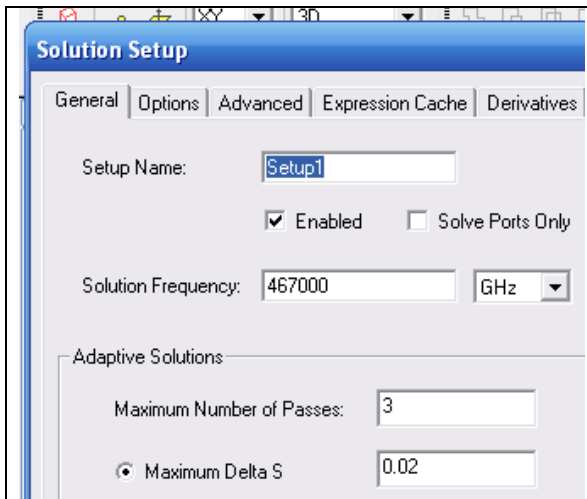 XY 3D
Solution Setup
General Options Advanced Expression Cache Derivatives
Setup Name: Setup1
Enabled Solve Ports Only
Solution Frequency: 467000 GHz
Adaptive Solutions
Maximum Number of Passes: 3
Maximum Delta S 0.02